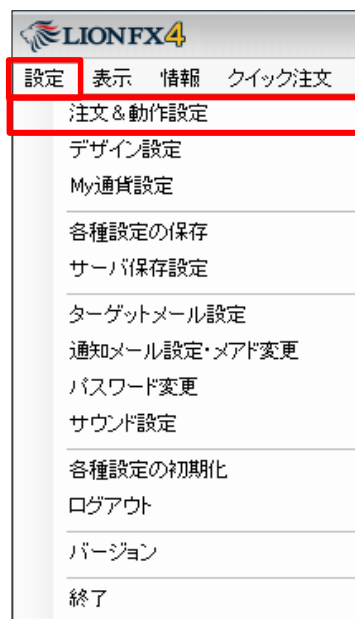 LIONFX4
設定 表示 情報 クイック注文
注文&動作設定
デザイン設定
My通貨設定
各種設定の保存
サーバ保存設定
ターゲットメール設定
通知メール設定・メアド変更
パスワード変更
サウンド設定
各種設定の初期化
ログアウト
バージョン
終了